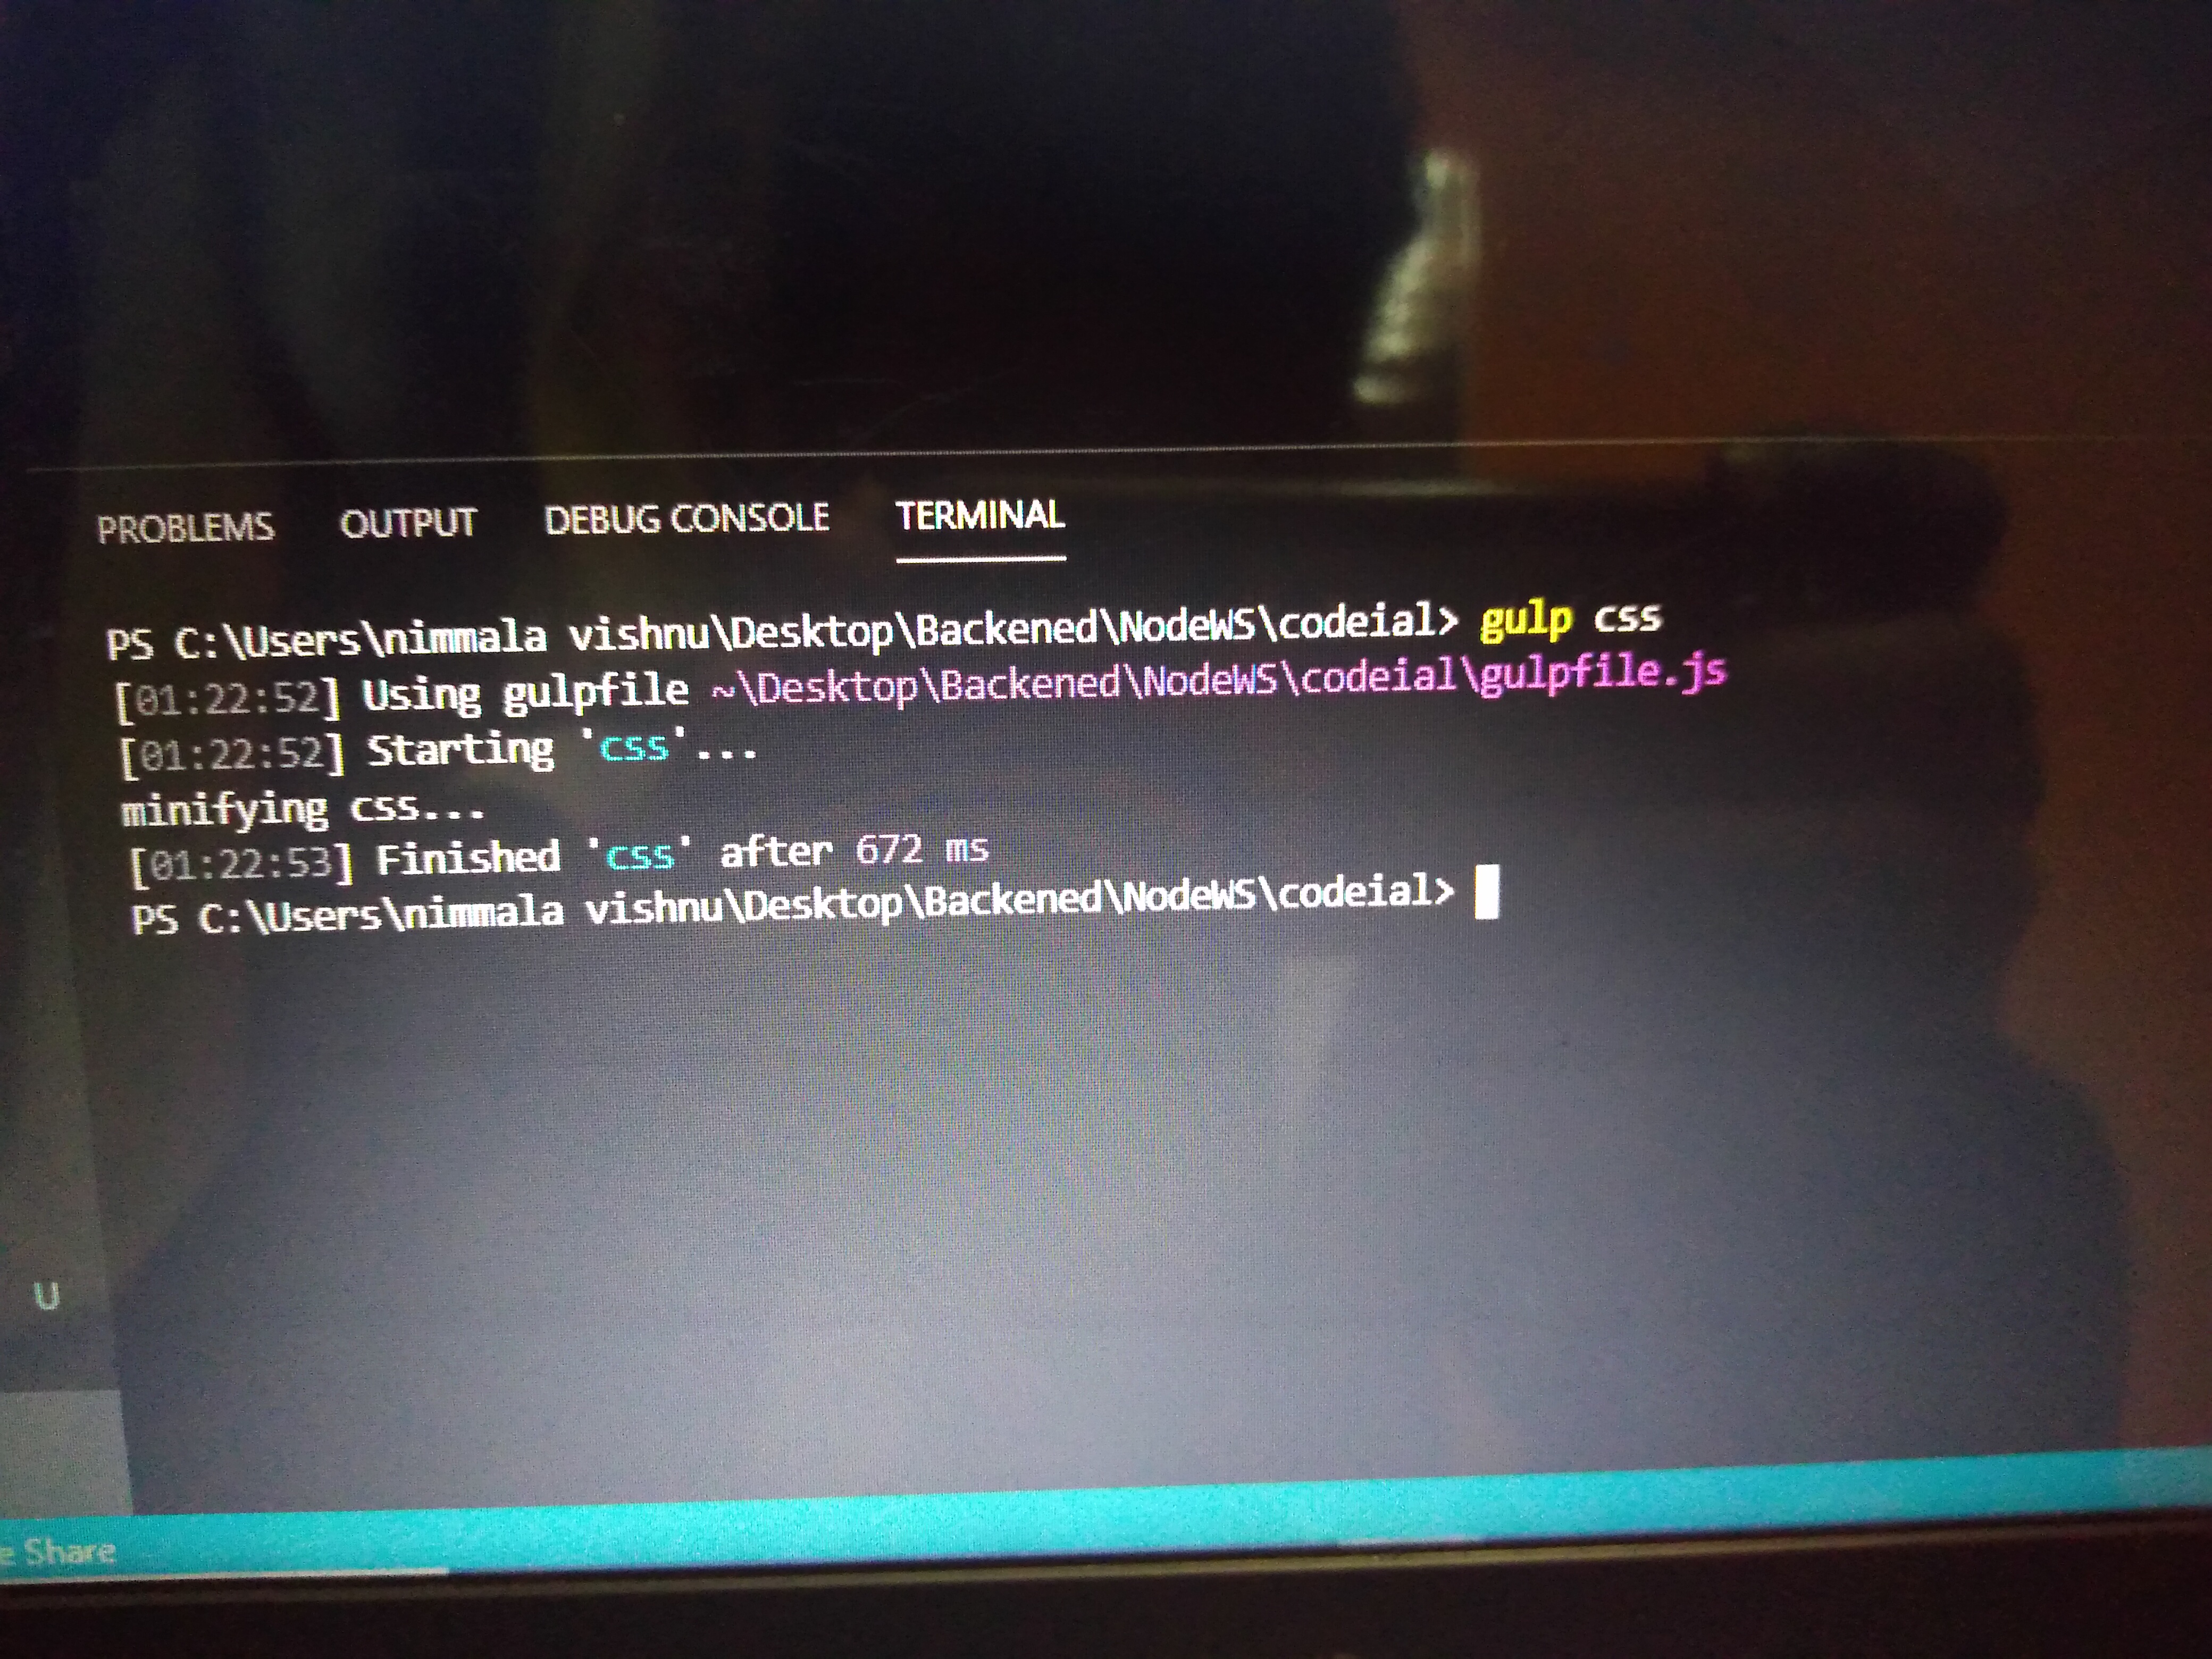 PROBLEMS OUTPUT DEBUG CONSOLE TERMINAL
PS C:\Users\nimmala vishnu\Desktop\Backened\NodeWS\codeial> gulp css
[01:22:52] Using gulpfile ~\Desktop\Backened\NodeWS\codeial\gulpfile.js
[01:22:52] Starting 'css'...
minifying css...
[01:22:53] Finished 'css' after 672 ms
PS C:\Users\nimmala vishnu\Desktop\Backened\NodeWS\codeial>
U
e Share